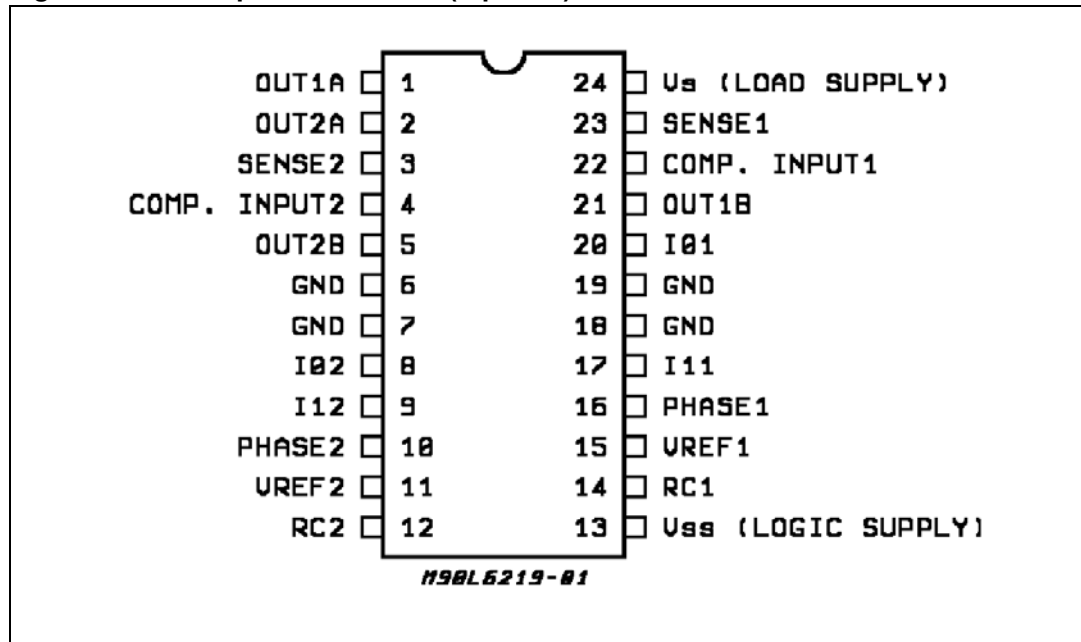 OUT1A 1 24 Vs (LOAD SUPPLY)
OUT2A 2 23 SENSE1
SENSE2 3 22 COMP. INPUT1
COMP. INPUT2 4 21 OUT1B
OUT2B 5 20 I01
GND 6 19 GND
GND 7 18 GND
I02 8 17 I11
I12 9 16 PHASE1
PHASE2 10 15 VREF1
VREF2 11 14 RC1
RC2 12 13 Vss (LOGIC SUPPLY)
M90L6219-01